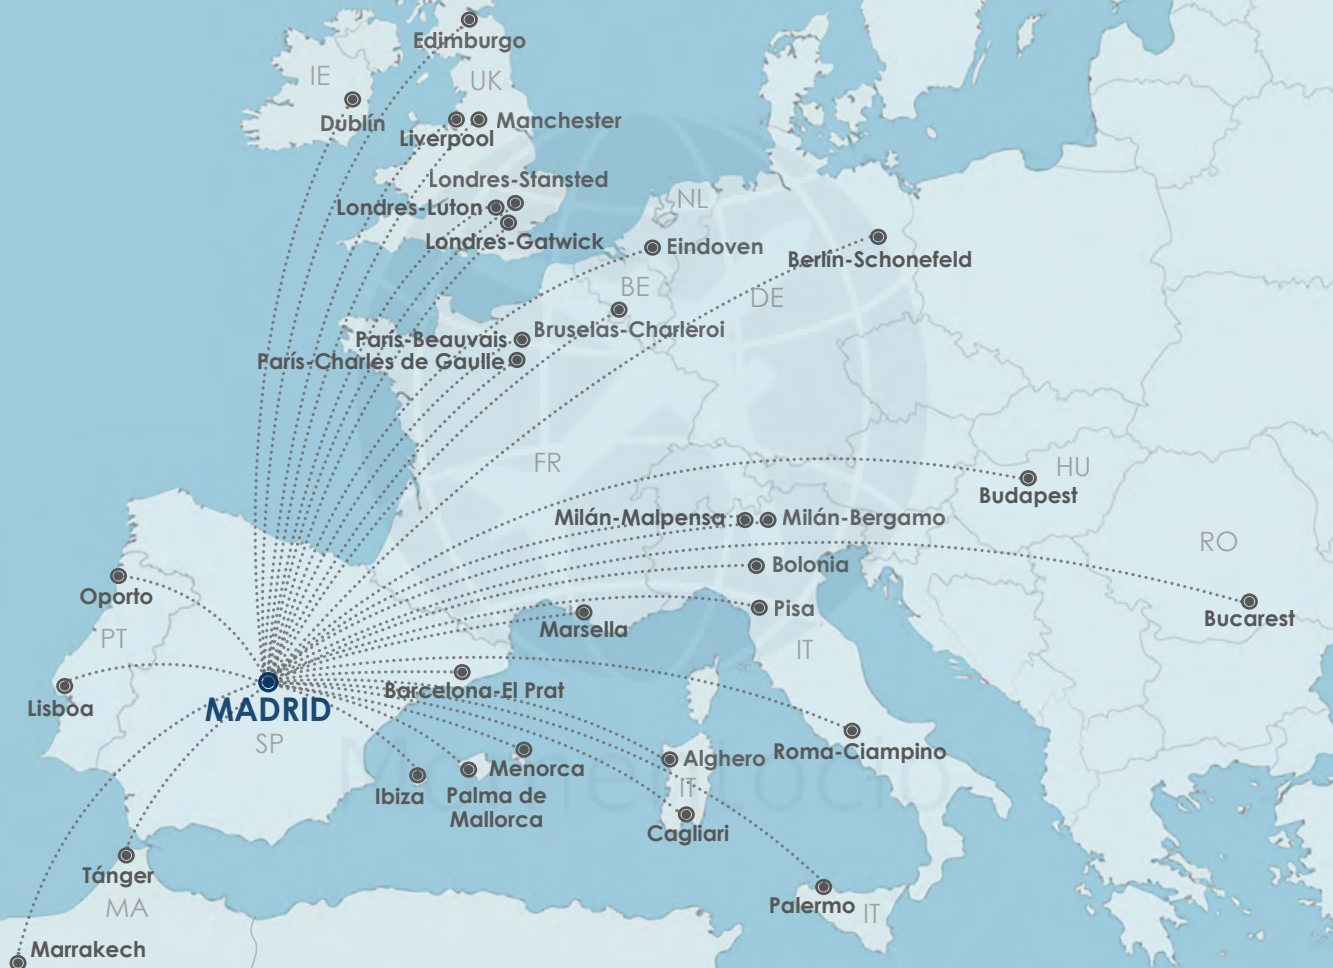 Edimburgo
IE
UK
Dublín
Liverpool
Manchester
Londres-Stansted
NL
Londres-Luton
Londres-Gatwick
Eindoven
Berlín-Schonefeld
BE
DE
Bruselas-Charleroi
París-Beauvais
París-Charles de Gaulle
FR
HU
Budapest
Milán-Malpensa
Milán-Bergamo
RO
Bolonia
Oporto
Pisa
Bucarest
Marsella
PT
IT
Barcelona-El Prat
Lisboa
MADRID
SP
Roma-Ciampino
Alghero
Menorca
IT
Ibiza
Palma de
Mallorca
Cagliari
Tánger
Palermo
IT
MA
Marrakech